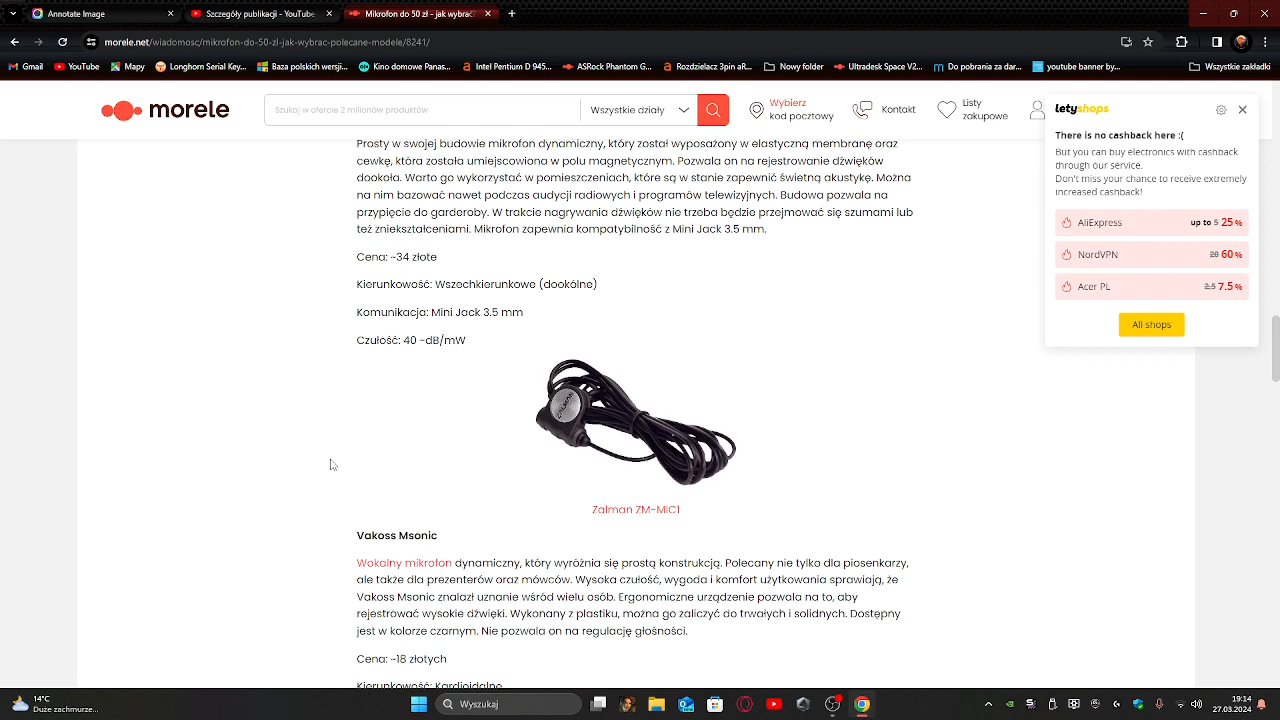 Annotate Image
Szczegóły publikacji - YouTube
Mikrofon do 50 zł - jak wybrać
morele.net/wiadomosc/mikrofon-do-50-zl-jak-wybrac-polecane-modele/8241/
Gmail
YouTube
Mapy
Longhorn Serial Key...
Baza polskich wersji...
Kino domowe Panas...
Intel Pentium D 945...
ASRock Phantom G...
Rozdzielacz 3pin aR...
Nowy folder
Ultradesk Space V2...
Do pobrania za dar...
youtube banner by...
Wszystkie zakładki
morele
Szukaj w ofercie 2 milionów produktów
Wszystkie działy
Wybierz
kod pocztowy
Kontakt
Listy
zakupowe
Prosty w swojej budowie mikrofon dynamiczny, który został wyposażony w elastyczną membranę oraz
cewkę, która została umiejscowiona w polu magnetycznym. Pozwala on na rejestrowanie dźwięków
dookoła. Warto go wykorzystać w pomieszczeniach, które są w stanie zapewnić świetną akustykę. Można
na nim bazować nawet podczas audycji radiowych i programów telewizyjnych. Budowa pozwala na
przypięcie do garderoby. W trakcie nagrywania dźwięków nie trzeba będzie przejmować się szumami lub
też zniekształceniami. Mikrofon zapewnia kompatybilność z Mini Jack 3.5 mm.
Cena: ~34 złote
Kierunkowość: Wszechkierunkowe (dookólne)
Komunikacja: Mini Jack 3.5 mm
Czułość: 40 -dB/mW
ZALMAN
Zalman ZM-MIC1
Vakoss Msonic
Wokalny mikrofon dynamiczny, który wyróżnia się prostą konstrukcją. Polecany nie tylko dla piosenkarzy,
ale także dla prezenterów oraz mówców. Wysoka czułość, wygoda i komfort użytkowania sprawiają, że
Vakoss Msonic znalazł uznanie wśród wielu osób. Ergonomiczne urządzenie pozwala na to, aby
rejestrować wysokie dźwięki. Wykonany z plastiku, można go zaliczyć do trwałych i solidnych. Dostępny
jest w kolorze czarnym. Nie pozwala on na regulację głośności.
Cena: ~18 złotych
Kierunkowość: Kardioidalne
letyshops
There is no cashback here :(
But you can buy electronics with cashback
through our service.
Don't miss your chance to receive extremely
increased cashback!
AliExpress up to 5 25 %
NordVPN 20 60 %
Acer PL 2.5 7.5 %
All shops
14°C
Duże zachmurze...
Wyszukaj
19:14
27.03.2024